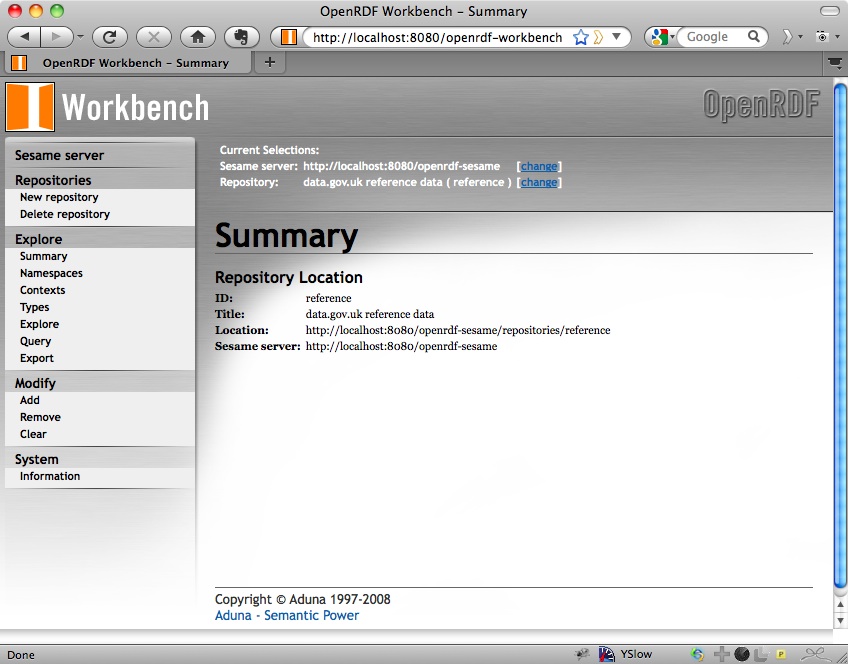 OpenRDF Workbench – Summary
http://localhost:8080/openrdf-workbench
Google
OpenRDF Workbench – Summary
+
Workbench
OpenRDF
Sesame server
Repositories
New repository
Delete repository
Explore
Summary
Namespaces
Contexts
Types
Explore
Query
Export
Modify
Add
Remove
Clear
System
Information
Current Selections:
Sesame server: http://localhost:8080/openrdf-sesame [change]
Repository: data.gov.uk reference data ( reference ) [change]
Summary
Repository Location
ID: reference
Title: data.gov.uk reference data
Location: http://localhost:8080/openrdf-sesame/repositories/reference
Sesame server: http://localhost:8080/openrdf-sesame
Copyright © Aduna 1997-2008
Aduna - Semantic Power
Done
YSlow
P